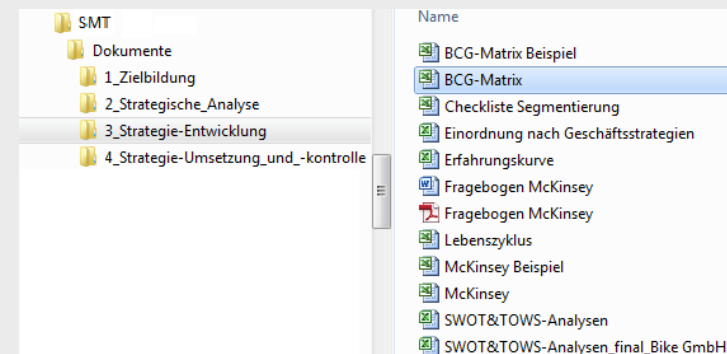 SMT
Dokumente
1_Zielbildung
2_Strategische_Analyse
3_Strategie-Entwicklung
4_Strategie-Umsetzung_und_-kontrolle
Name
BCG-Matrix Beispiel
BCG-Matrix
Checkliste Segmentierung
Einordnung nach Geschäftsstrategien
Erfahrungskurve
Fragebogen McKinsey
Fragebogen McKinsey
Lebenszyklus
McKinsey Beispiel
McKinsey
SWOT&TOWS-Analysen
SWOT&TOWS-Analysen_final_Bike GmbH